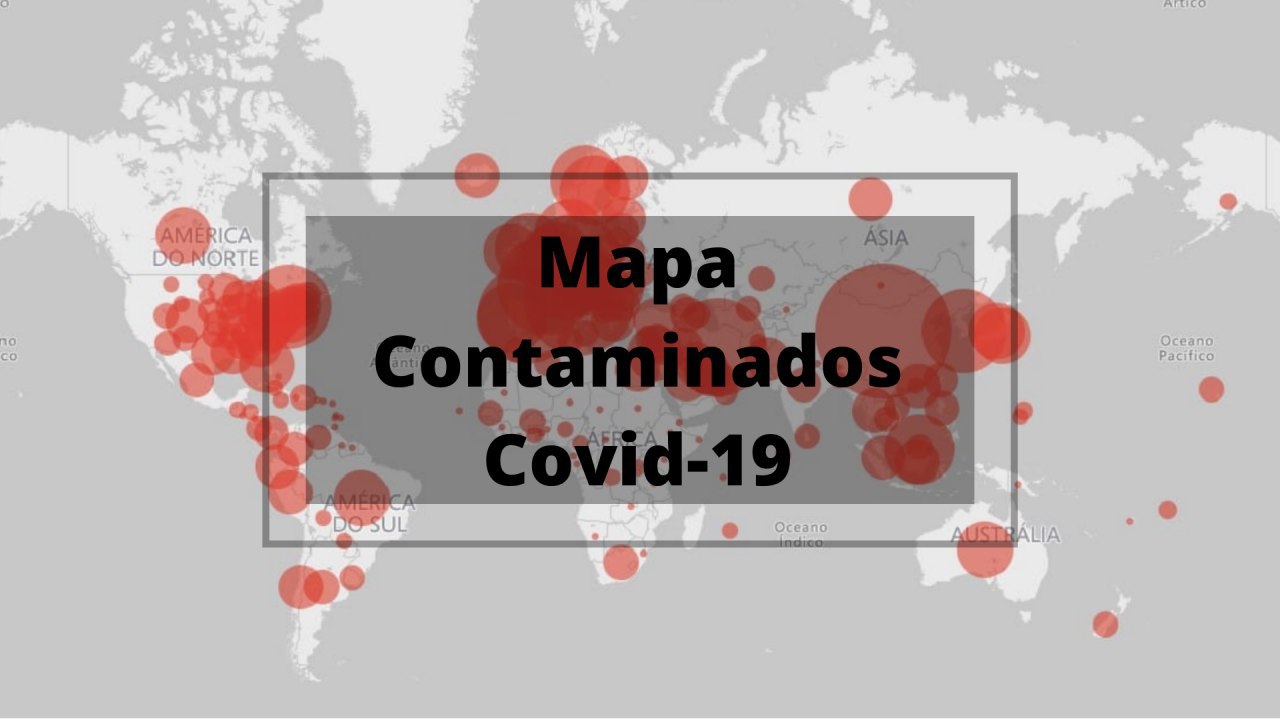 Ártico
AMÉRICA
DO NORTE
ÁSIA
Mapa
Contaminados
Covid-19
Oceano
Pacífico
ÁFRICA
AMÉRICA
DO SUL
Oceano
Índico
AUSTRÁLIA